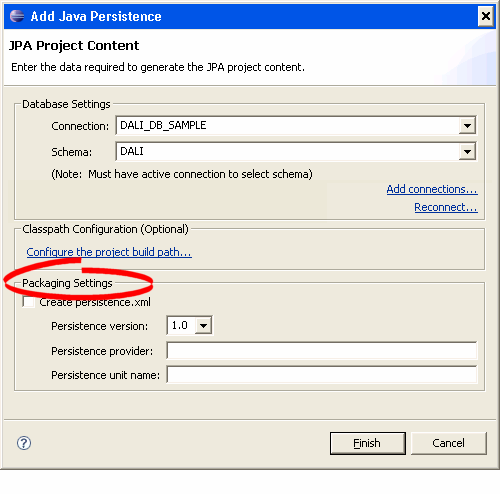 Add Java Persistence
JPA Project Content
Enter the data required to generate the JPA project content.
Database Settings
Connection: DALI_DB_SAMPLE
Schema: DALI
(Note: Must have active connection to select schema)
Add connections...
Reconnect...
Classpath Configuration (Optional)
Configure the project build path...
Packaging Settings
Create persistence.xml
Persistence version: 1.0
Persistence provider:
Persistence unit name:
? Finish Cancel